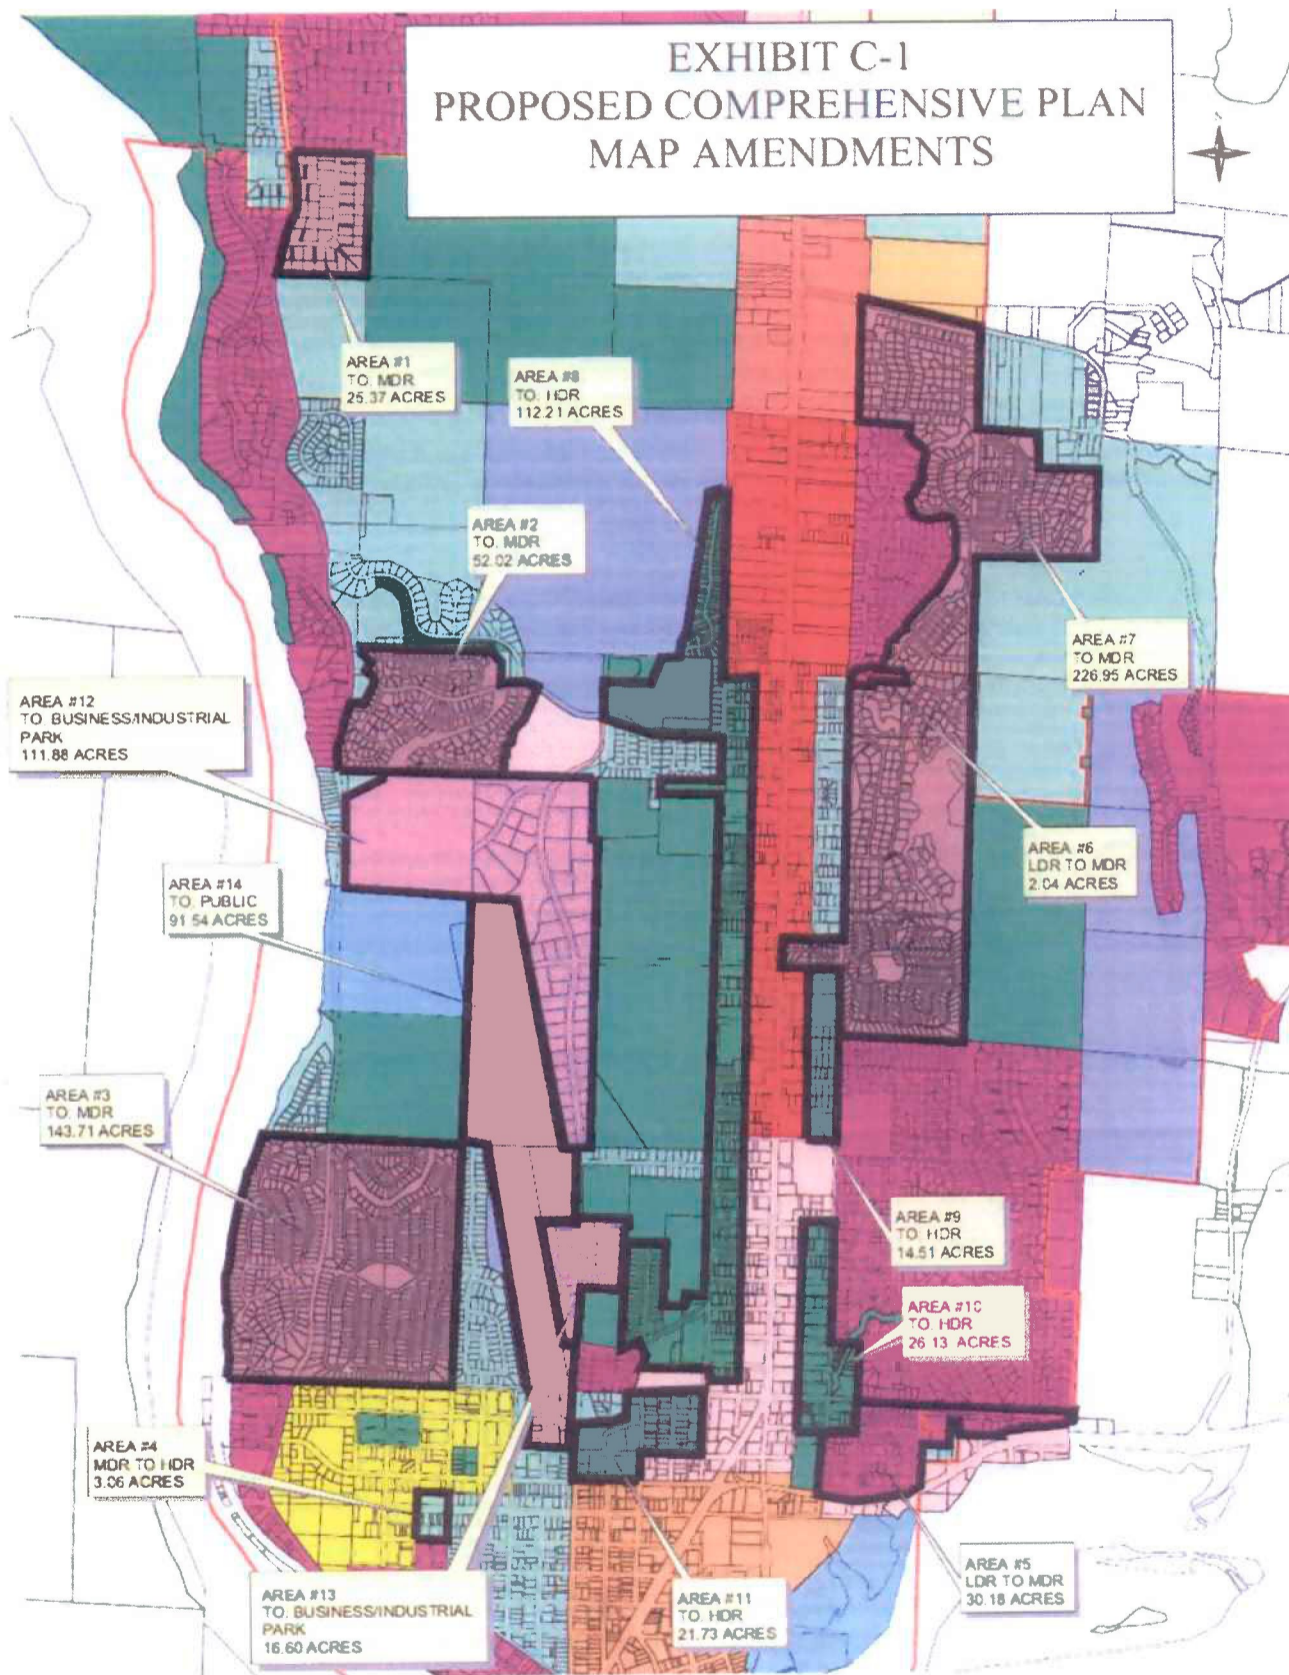 EXHIBIT C-1
PROPOSED COMPREHENSIVE PLAN
MAP AMENDMENTS
AREA #1
TO: MDR
25.37 ACRES
AREA #8
TO: HDR
112.21 ACRES
AREA #2
TO: MDR
52.02 ACRES
AREA #7
TO MDR
226.95 ACRES
AREA #12
TO: BUSINESS/INDUSTRIAL
PARK
111.88 ACRES
AREA #6
LDR TO MDR
2.04 ACRES
AREA #14
TO: PUBLIC
91.54 ACRES
AREA #3
TO: MDR
143.71 ACRES
AREA #9
TO: HDR
14.51 ACRES
AREA #10
TO: HDR
26.13 ACRES
AREA #4
MDR TO HDR
3.06 ACRES
AREA #5
LDR TO MDR
30.18 ACRES
AREA #13
TO: BUSINESS/INDUSTRIAL
PARK
16.60 ACRES
AREA #11
TO: HDR
21.73 ACRES